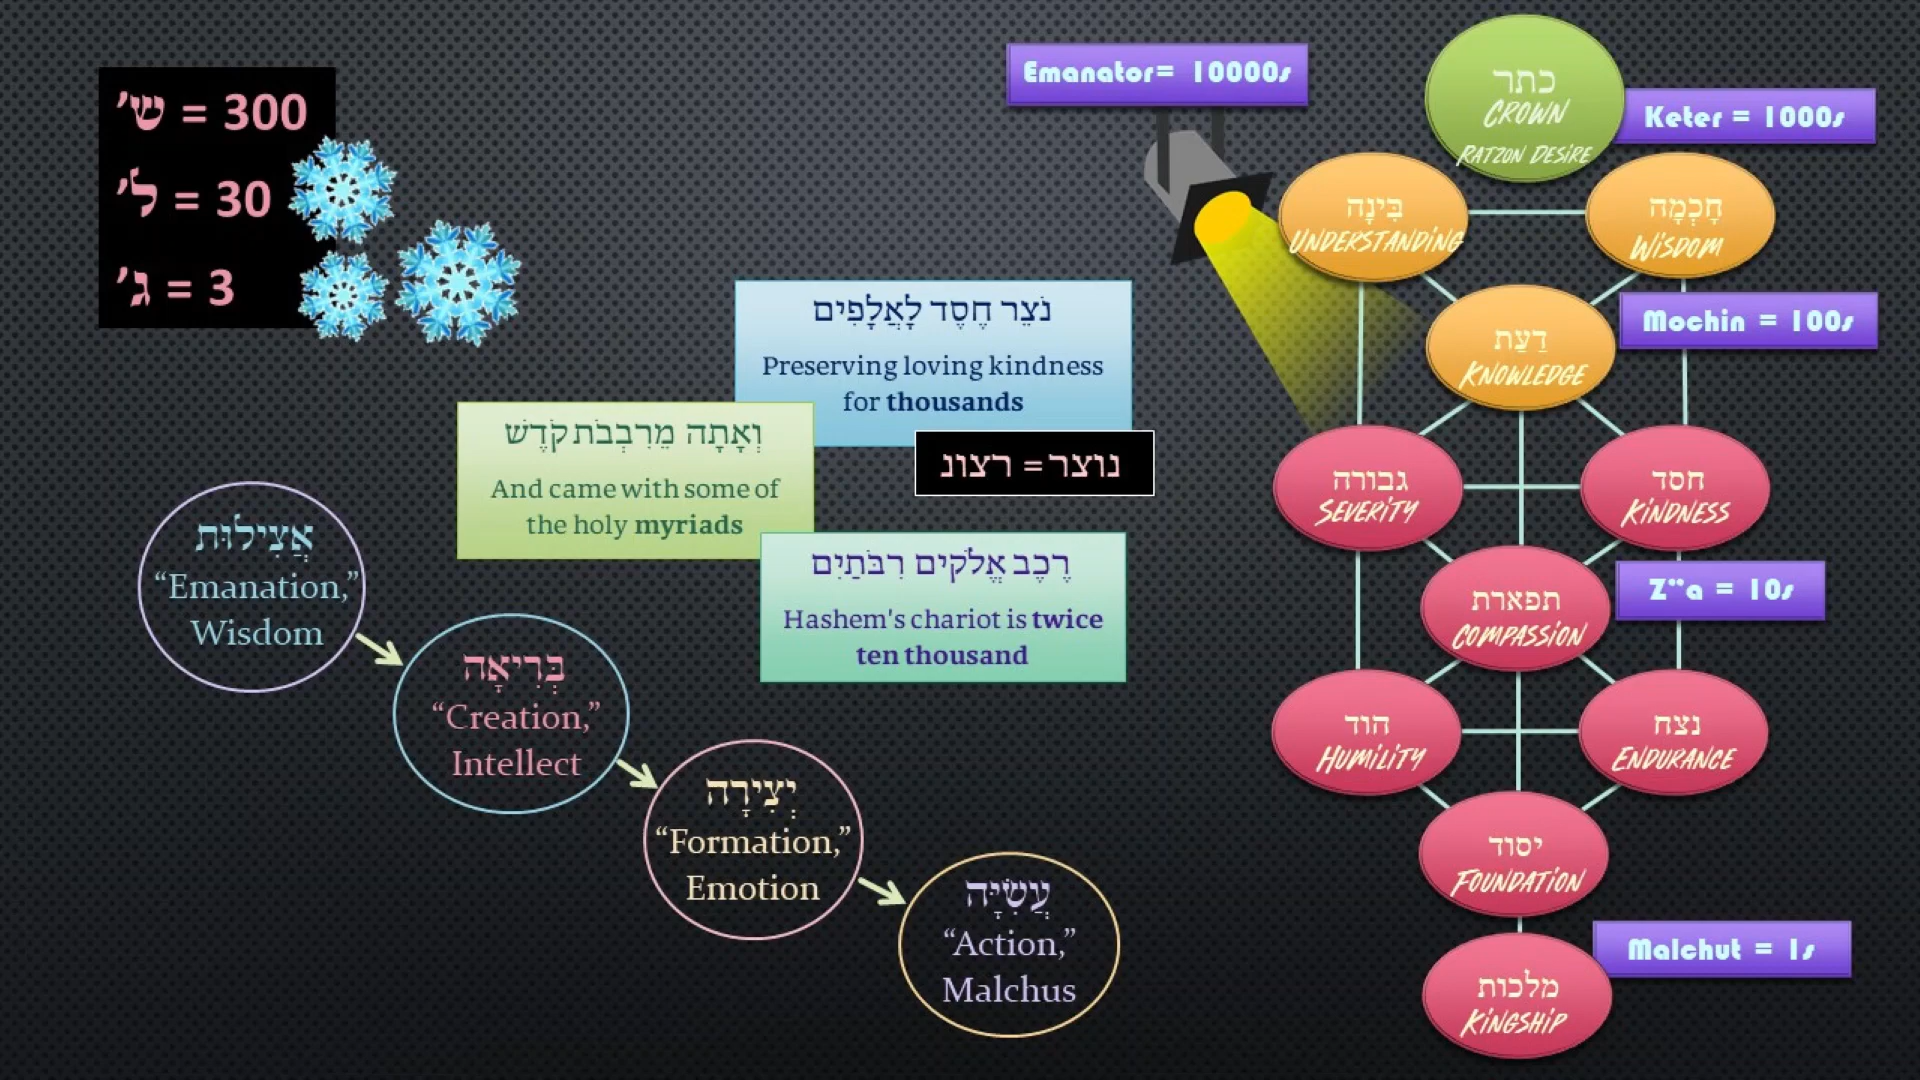 ש' = 300
ל' = 30
ג' = 3
Emanator= 10000s
כתר
CROWN
RATZON DESIRE
Keter = 1000s
בִּינָה
UNDERSTANDING
חָכְמָה
WISDOM
דַעַת
KNOWLEDGE
Mochin = 100s
נֹצֵר חֶסֶד לָאֲלָפִים
Preserving loving kindness
for thousands
וְאָתָה מֵרִבְבֹת קֹדֶשׁ
And came with some of
the holy myriads
נוצר = רצונ
רֶכֶב אֱלֹקִים רִבֹּתַיִם
Hashem's chariot is twice
ten thousand
גבורה
SEVERITY
חסד
KINDNESS
תפארת
COMPASSION
Z"a = 10s
הוד
HUMILITY
נצח
ENDURANCE
יסוד
FOUNDATION
Malchut = 1s
מלכות
KINGSHIP
אֲצִילוּת
“Emanation,”
Wisdom
בְּרִיאָה
“Creation,”
Intellect
יְצִירָה
“Formation,”
Emotion
עֲשִׂיָּה
“Action,”
Malchus